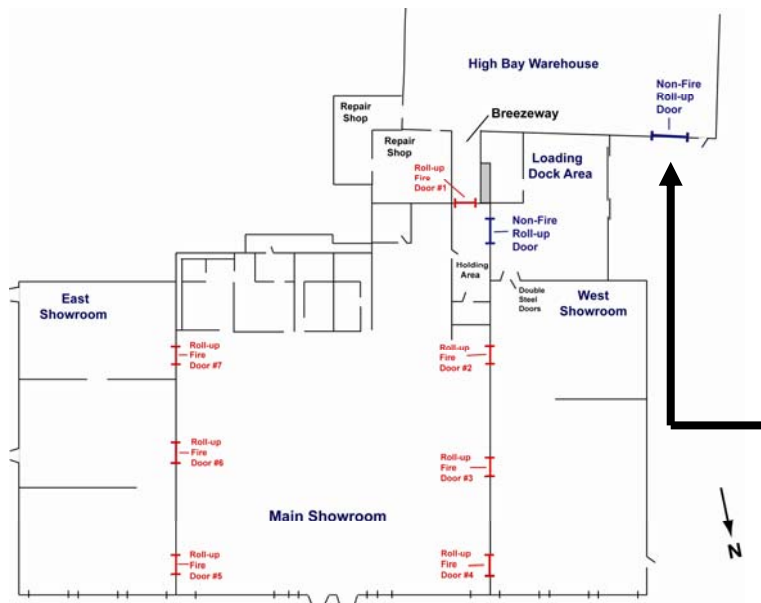 High Bay Warehouse
Non-Fire
Roll-up
Door
Breezeway
Repair
Shop
Repair
Shop
Roll-up
Fire
Door #1
Loading
Dock Area
Non-Fire
Roll-up
Door
Holding
Area
Double
Steel
Doors
East
Showroom
West
Showroom
Roll-up
Fire
Door #7
Roll-up
Fire
Door #2
Roll-up
Fire
Door #6
Roll-up
Fire
Door #3
Main Showroom
Roll-up
Fire
Door #5
Roll-up
Fire
Door #4
N